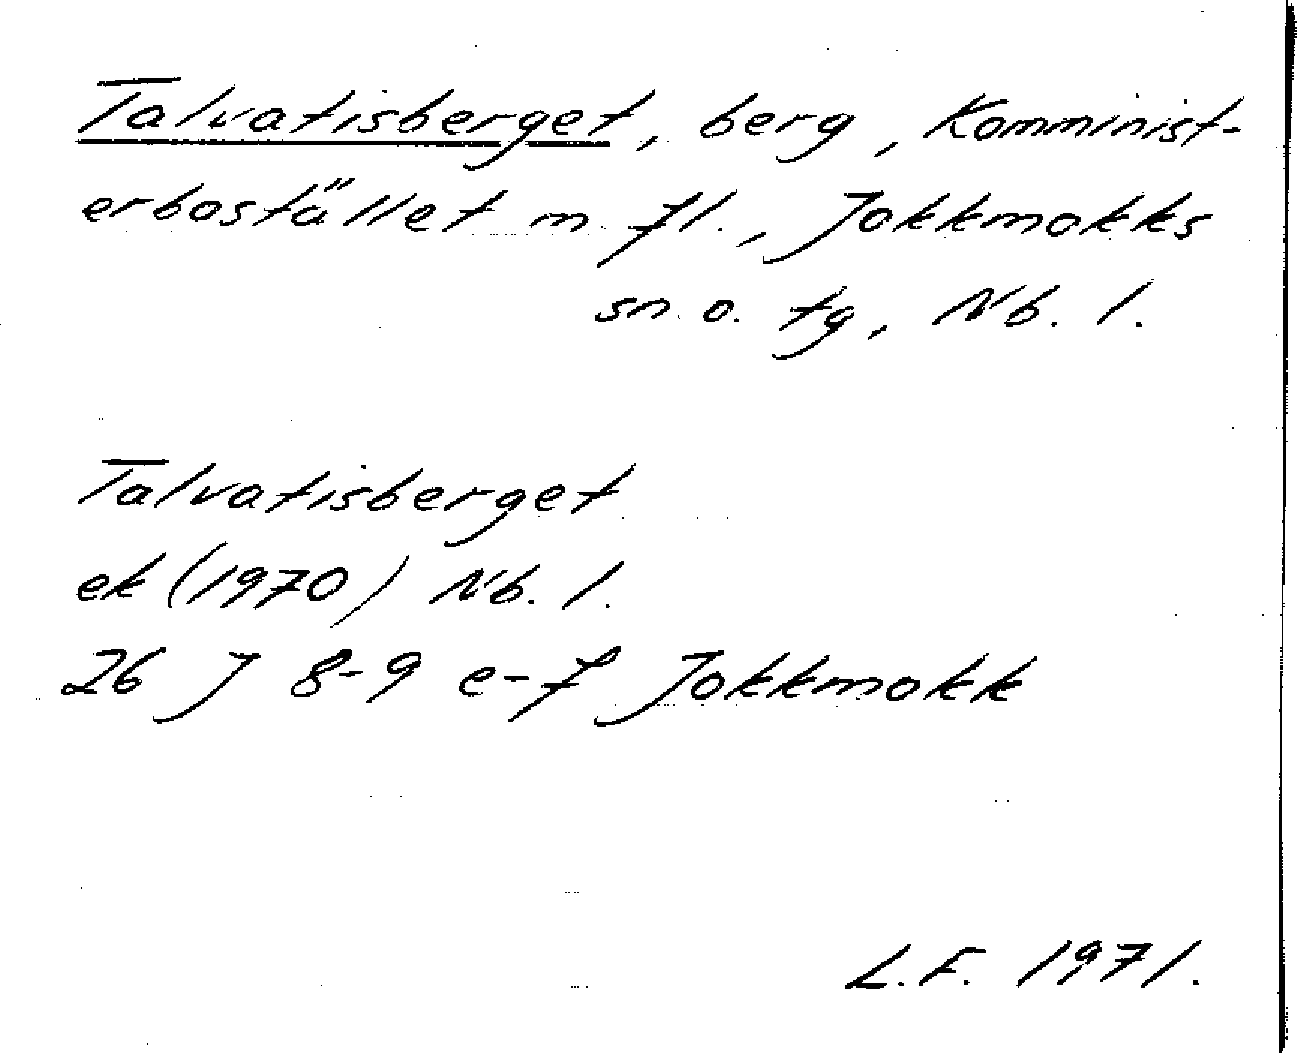 Talvatisberget, berg, Komminist-
erbostället m. fl., Jokkmokks
sn. o. tg, Nb. l.
Talvatisberget
ek (1970) Nb. l.
26 J 8-9 e-f Jokkmokk
L.F. 1971.